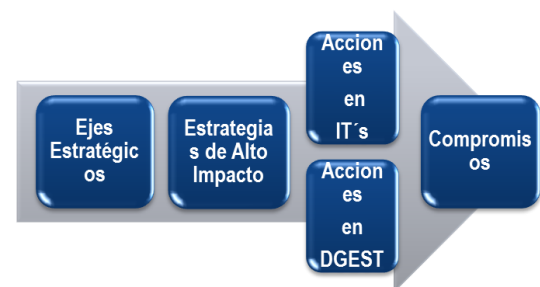 Ejes
Estratégic
os
Estrategia
s de Alto
Impacto
Accion
es
en
IT´s
Accion
es
en
DGEST
Compromis
os